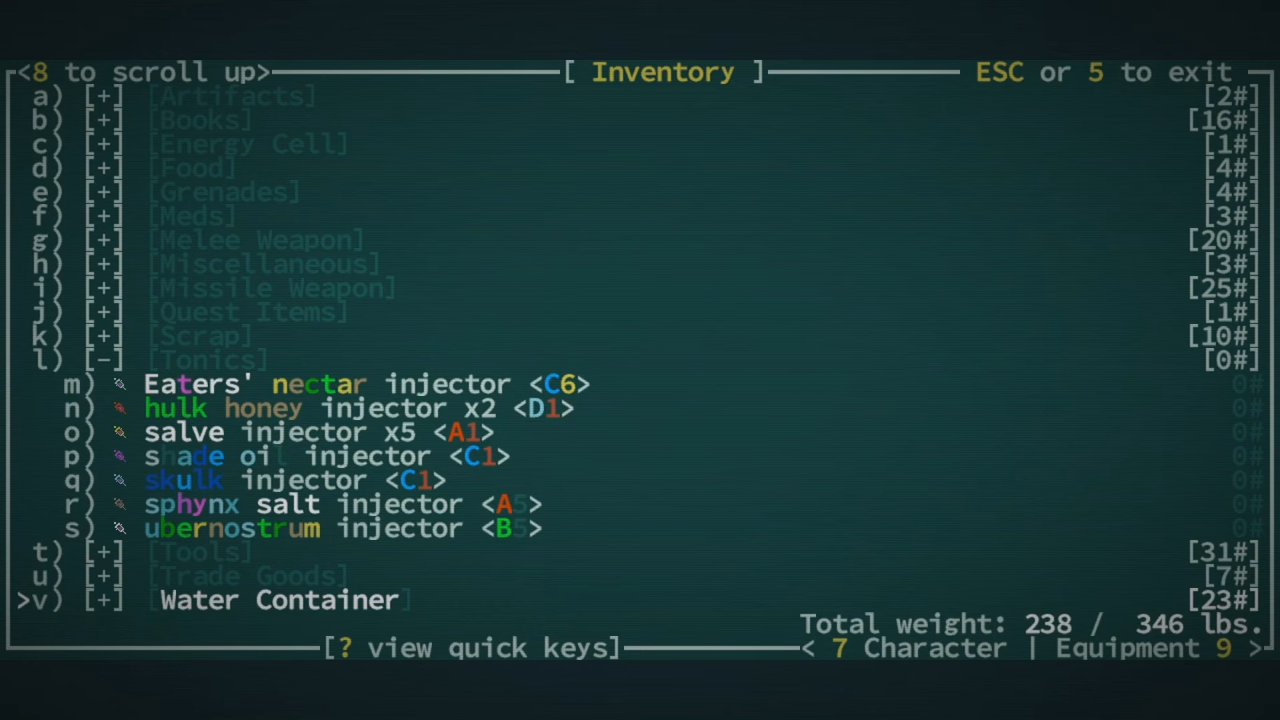 <8 to scroll up> [ Inventory ] ESC or 5 to exit
a) [+] [Artifacts] [2#]
b) [+] [Books] [16#]
c) [+] [Energy Cell] [1#]
d) [+] [Food] [4#]
e) [+] [Grenades] [4#]
f) [+] [Meds] [3#]
g) [+] [Melee Weapon] [20#]
h) [+] [Miscellaneous] [3#]
i) [+] [Missile Weapon] [25#]
j) [+] [Quest Items] [1#]
k) [+] [Scrap] [10#]
l) [-] [Tonics] [0#]
m) Eaters' nectar injector <C6> 0#
n) hulk honey injector x2 <D1> 0#
o) salve injector x5 <A1> 0#
p) shade oil injector <C1> 0#
q) skulk injector <C1> 0#
r) sphynx salt injector <A5> 0#
s) ubernostrum injector <B5> 0#
t) [+] [Tools] [31#]
u) [+] [Trade Goods] [7#]
>v) [+] [Water Container] [23#]
Total weight: 238 / 346 lbs.
[? view quick keys] < 7 Character | Equipment 9 >